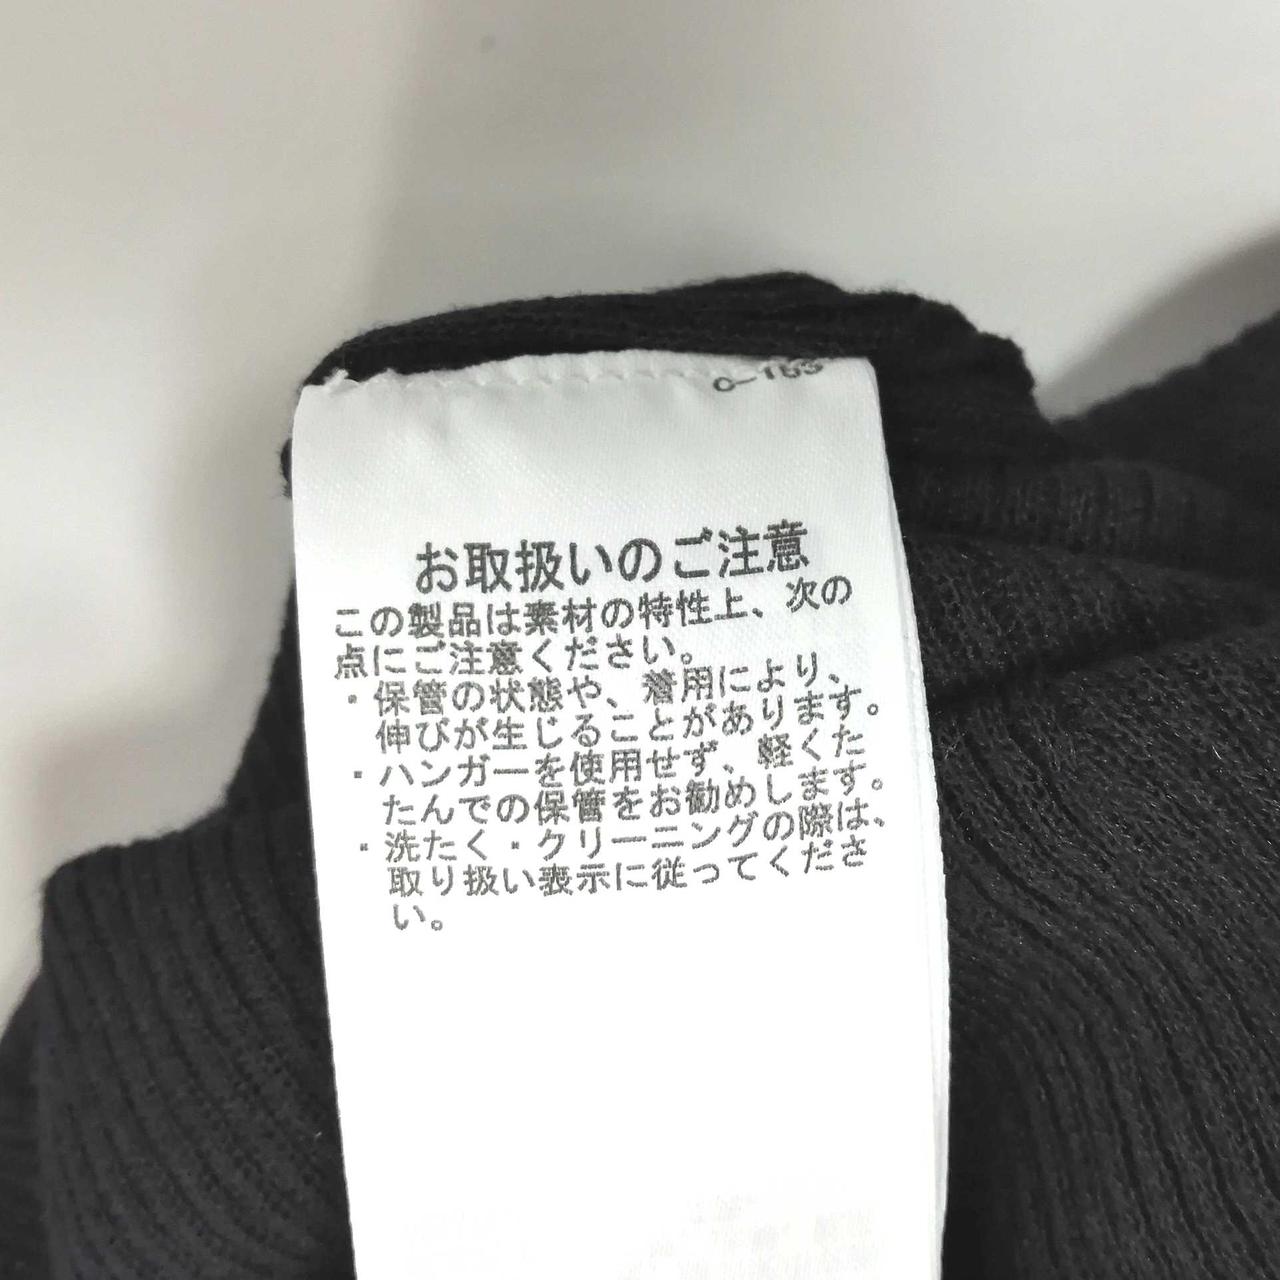 お取扱いのご注意
この製品は素材の特性上、次の
点にご注意ください。
・保管の状態や、着用により、
伸びが生じることがあります。
・ハンガーを使用せず、軽くた
たんでの保管をお勧めします。
・洗たく・クリーニングの際は、
取り扱い表示に従ってくださ
い。